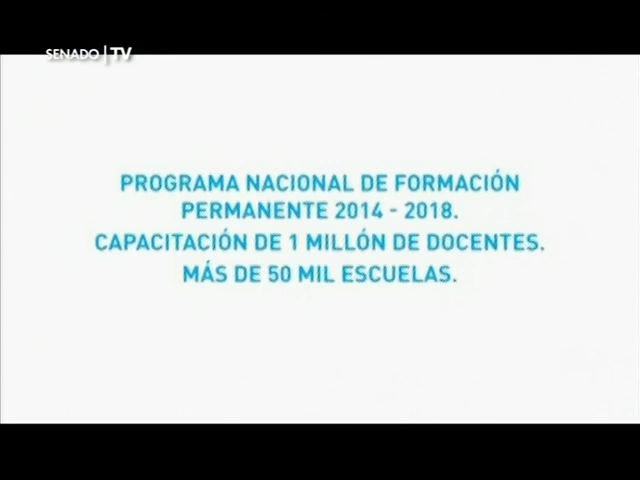 SENADO | TV
PROGRAMA NACIONAL DE FORMACIÓN
PERMANENTE 2014 - 2018.
CAPACITACIÓN DE 1 MILLÓN DE DOCENTES.
MÁS DE 50 MIL ESCUELAS.